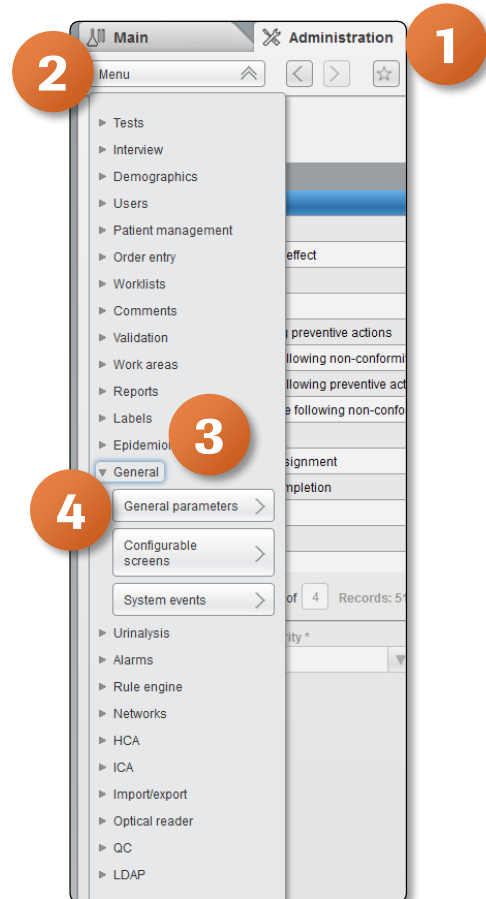 Main
Administration
1
2
Menu
Tests
Interview
Demographics
Users
Patient management
Order entry
effect
Worklists
Comments
preventive actions
Validation
llowing non-conformi
Work areas
llowing preventive act
Reports
e following non-confo
Labels
3
Epidemio
signment
General
mpletion
4
General parameters
Configurable
screens
System events
of 4 Records: 51
Urinalysis
rity *
Alarms
Rule engine
Networks
HCA
ICA
Import/export
Optical reader
QC
LDAP